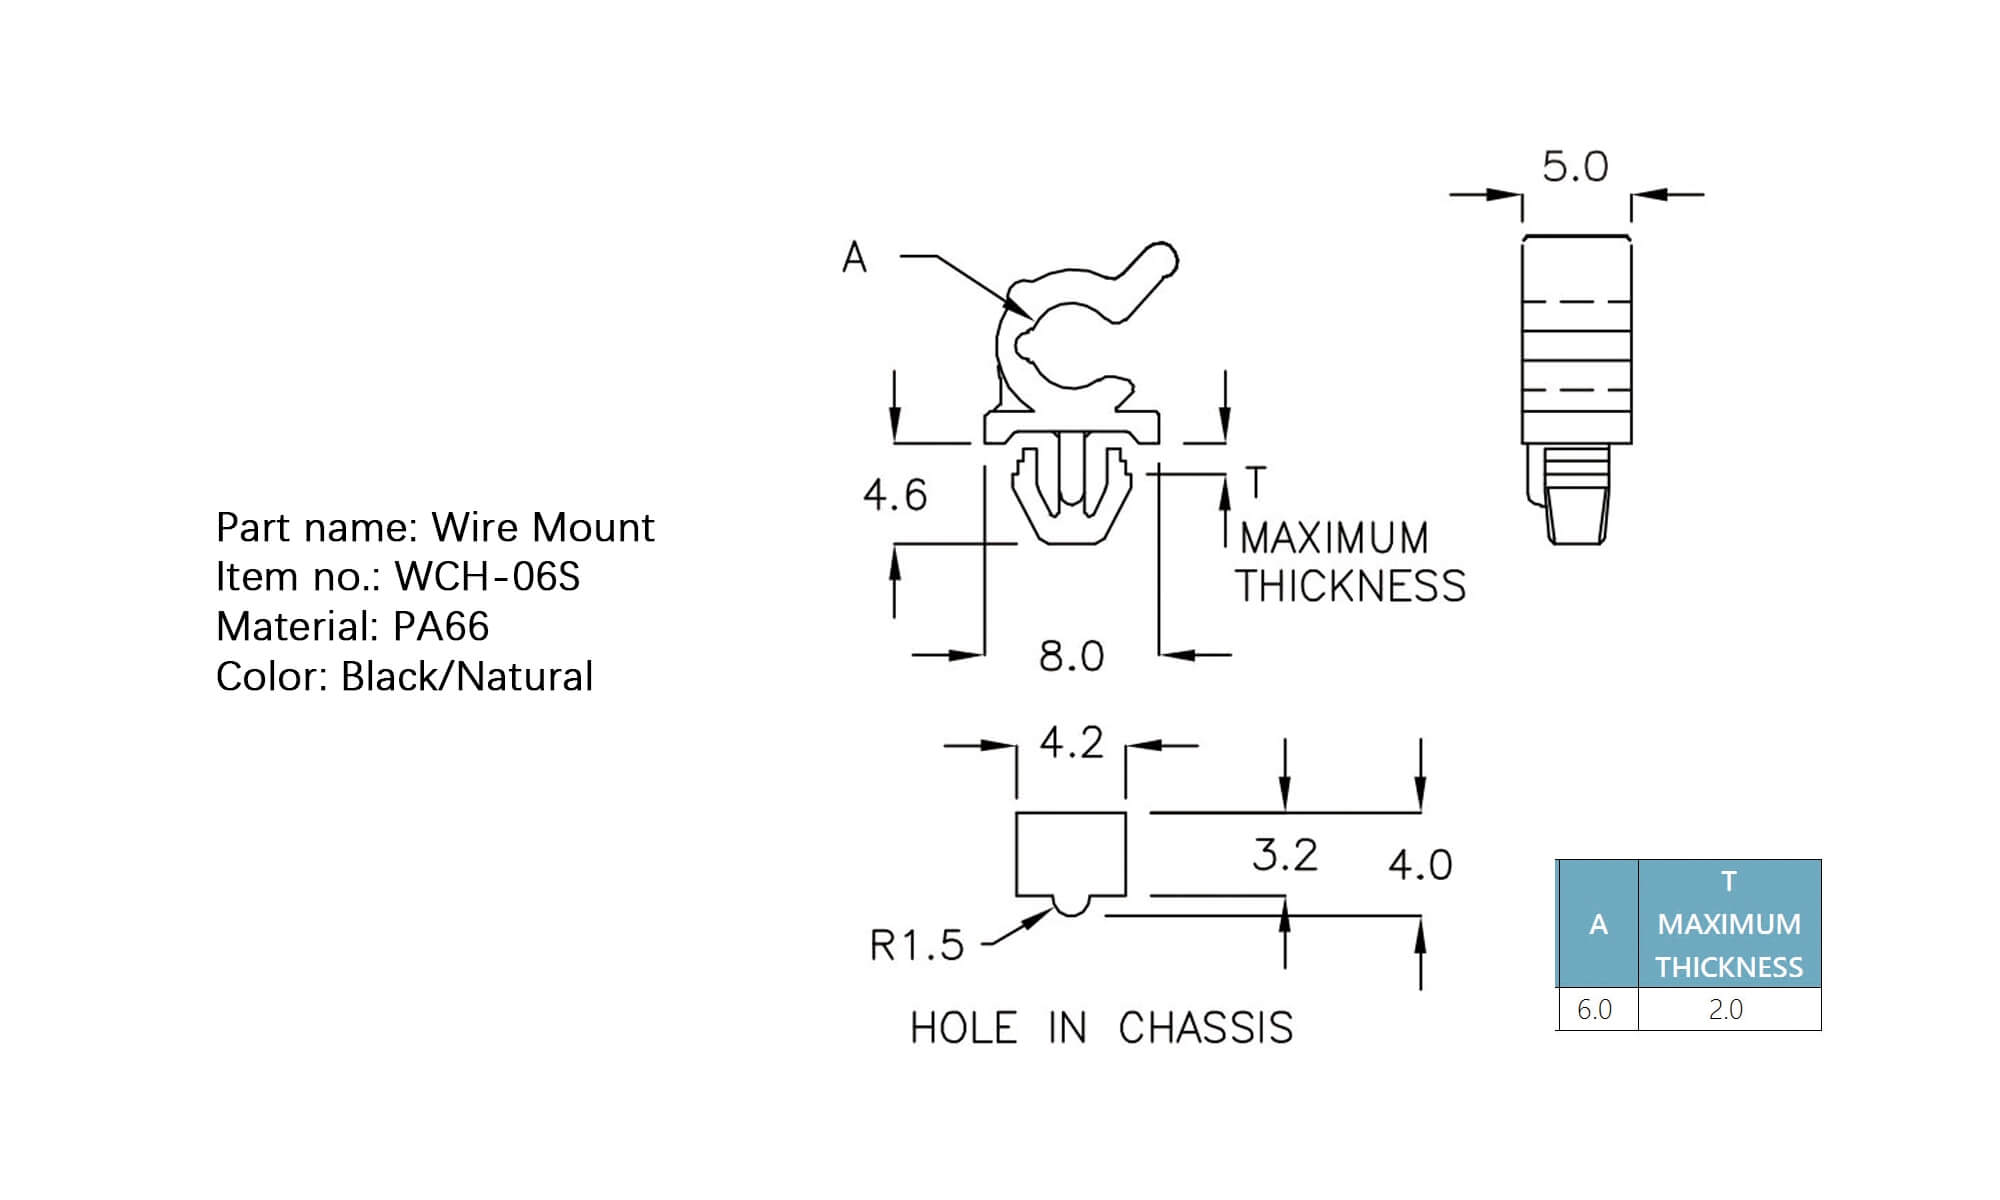 Part name: Wire Mount
Item no.: WCH-06S
Material: PA66
Color: Black/Natural
5.0
A
4.6
T
MAXIMUM
THICKNESS
8.0
4.2
3.2
4.0
R1.5
HOLE IN CHASSIS
A
T
MAXIMUM
THICKNESS
6.0 2.0